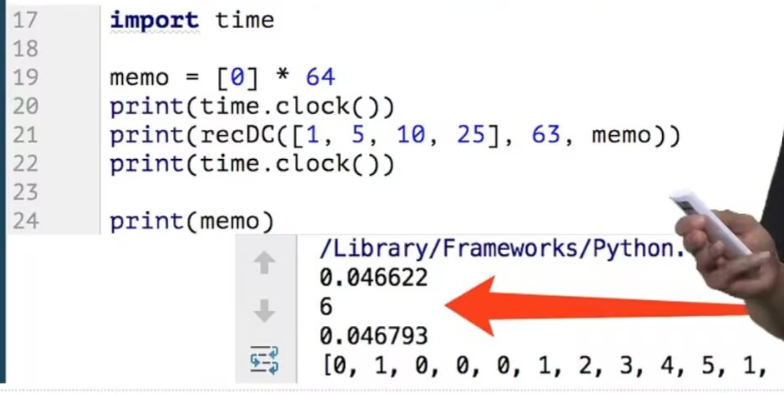 17 import time
18
19 memo = [0] * 64
20 print(time.clock())
21 print(recDC([1, 5, 10, 25], 63, memo))
22 print(time.clock())
23
24 print(memo)
/Library/Frameworks/Python.
0.046622
6
0.046793
[0, 1, 0, 0, 0, 1, 2, 3, 4, 5, 1,